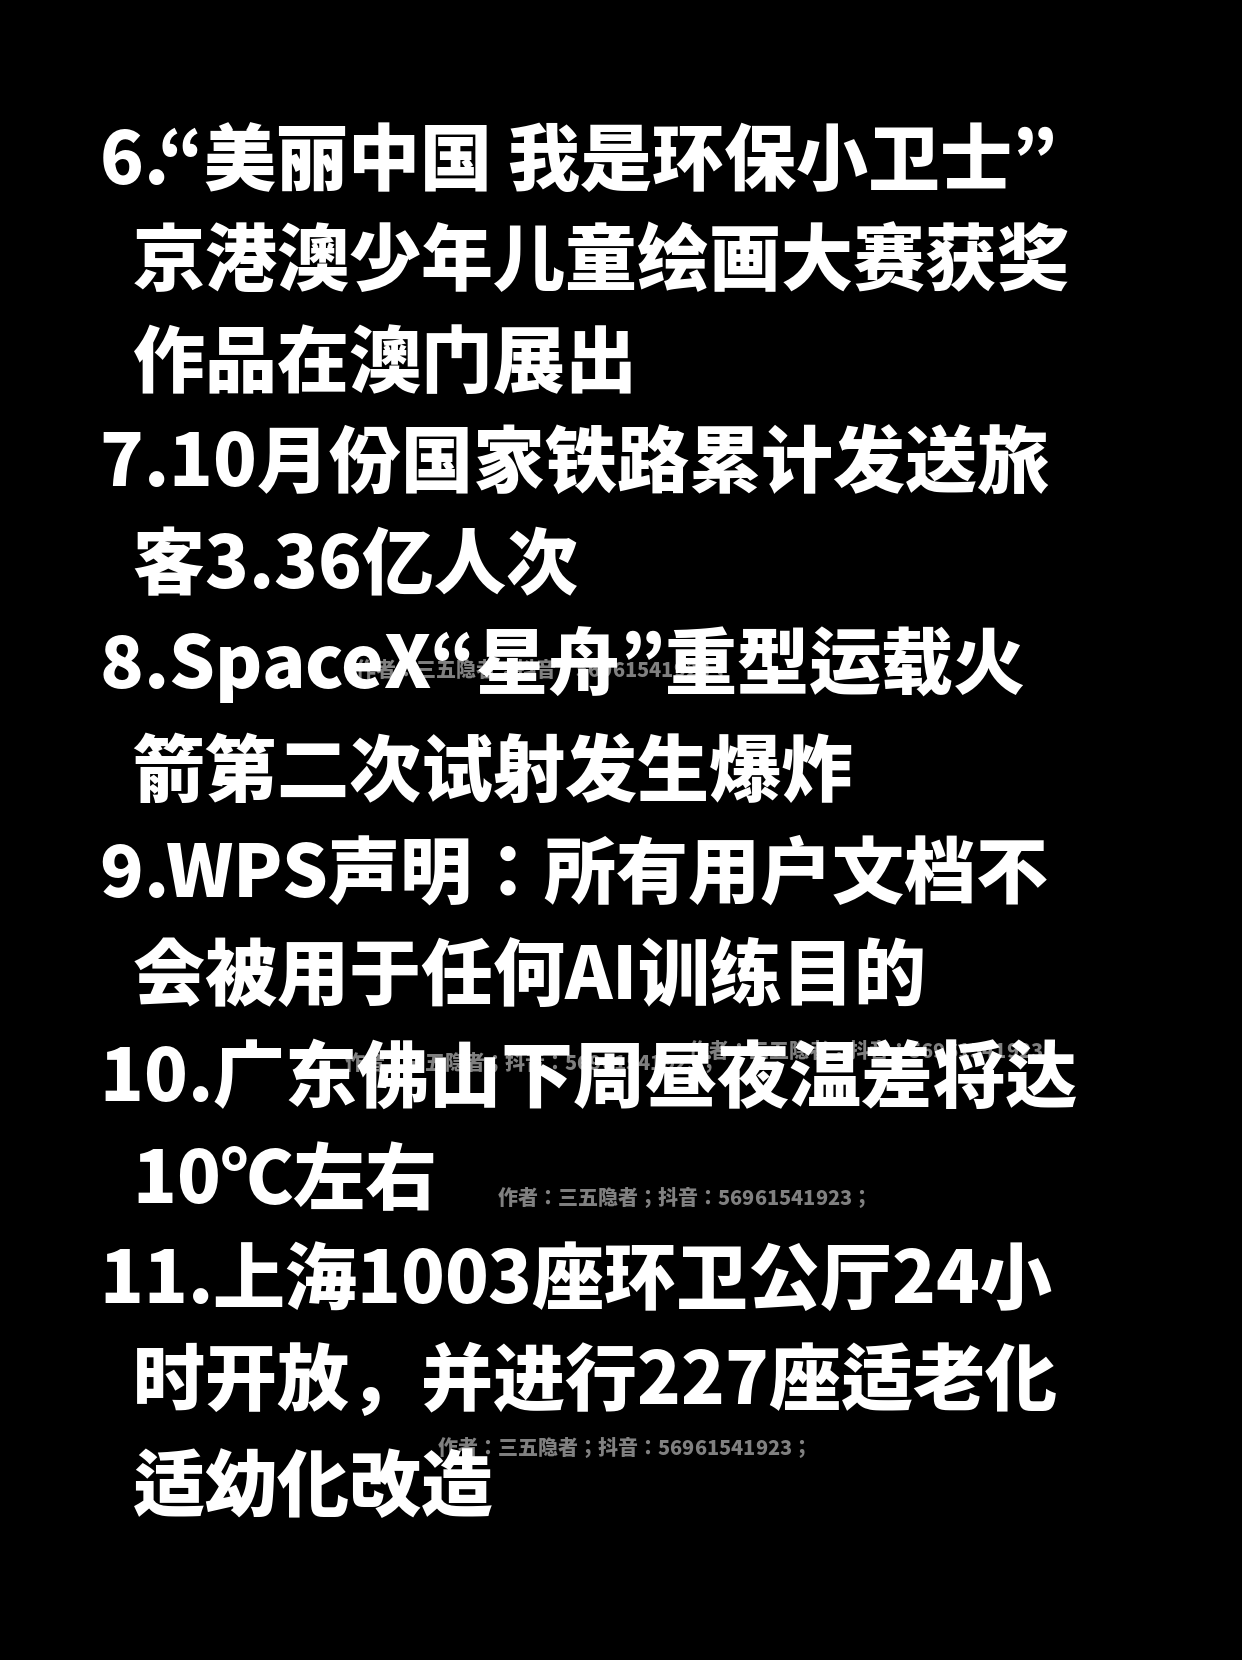 6.“美丽中国 我是环保小卫士”
京港澳少年儿童绘画大赛获奖
作品在澳门展出
7.10月份国家铁路累计发送旅
客3.36亿人次
8.SpaceX“星舟”重型运载火
箭第二次试射发生爆炸
9.WPS声明：所有用户文档不
会被用于任何AI训练目的
10.广东佛山下周昼夜温差将达
10℃左右
作者：三五隐者；抖音：56961541923；
11.上海1003座环卫公厅24小
时开放，并进行227座适老化
作者：三五隐者；抖音：56961541923；
适幼化改造